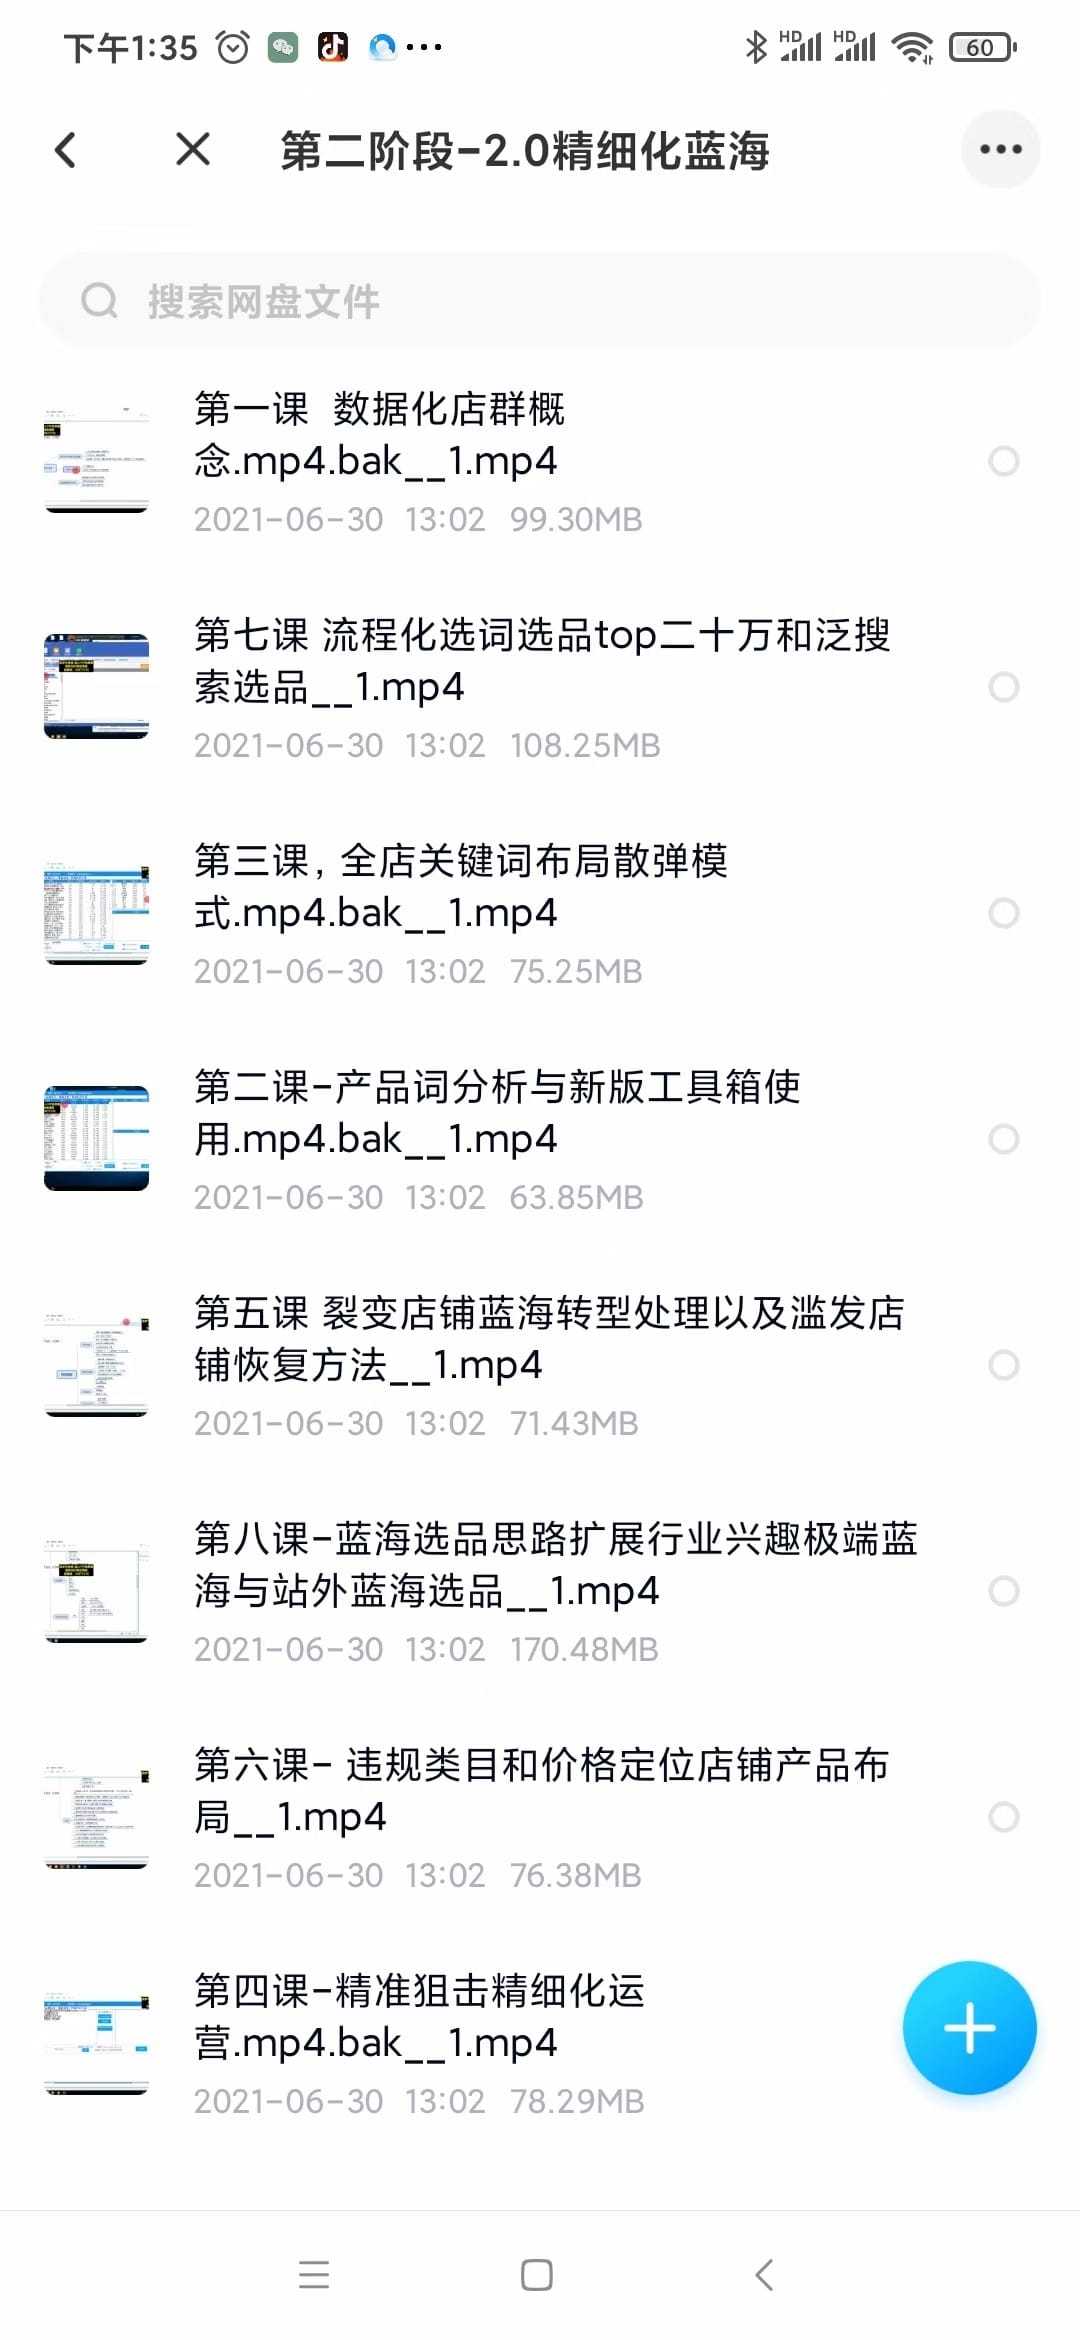 下午1:35
HD
HD
60
第二阶段-2.0精细化蓝海
搜索网盘文件
第一课 数据化店群概
念.mp4.bak__1.mp4
2021-06-30 13:02 99.30MB
第七课 流程化选词选品top二十万和泛搜
索选品__1.mp4
2021-06-30 13:02 108.25MB
第三课，全店关键词布局散弹模
式.mp4.bak__1.mp4
2021-06-30 13:02 75.25MB
第二课-产品词分析与新版工具箱使
用.mp4.bak__1.mp4
2021-06-30 13:02 63.85MB
第五课 裂变店铺蓝海转型处理以及滥发店
铺恢复方法__1.mp4
2021-06-30 13:02 71.43MB
第八课-蓝海选品思路扩展行业兴趣极端蓝
海与站外蓝海选品__1.mp4
2021-06-30 13:02 170.48MB
第六课- 违规类目和价格定位店铺产品布
局__1.mp4
2021-06-30 13:02 76.38MB
第四课-精准狙击精细化运
营.mp4.bak__1.mp4
2021-06-30 13:02 78.29MB